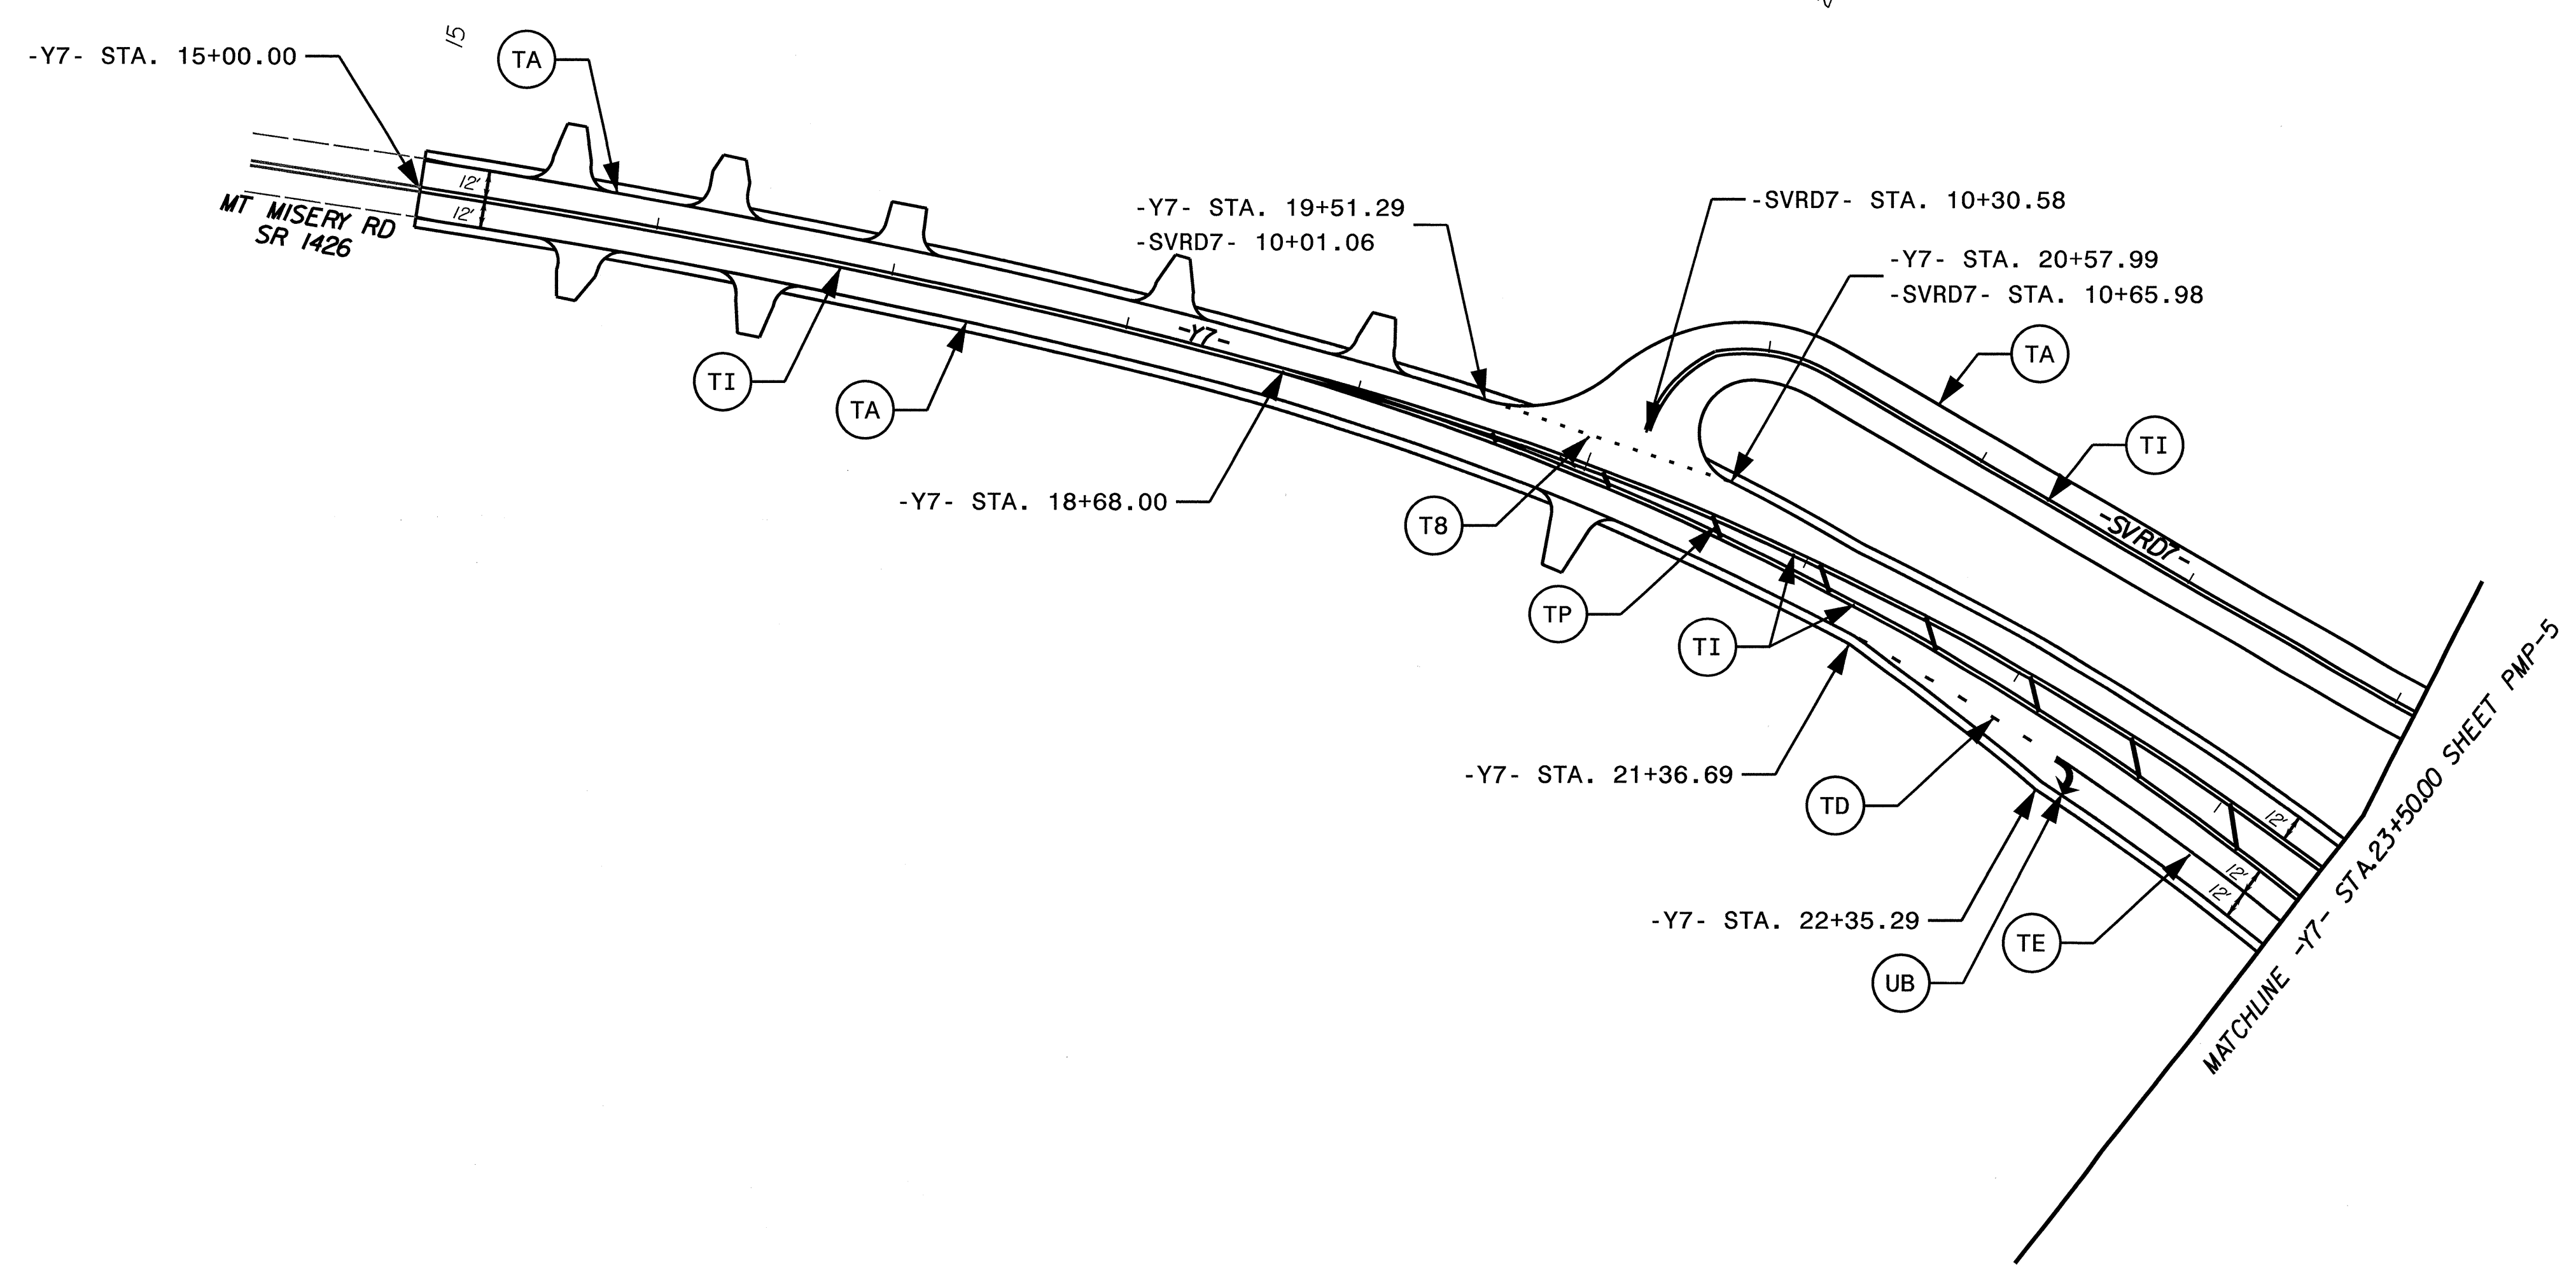 15
-Y7- STA. 15+00.00
TA
12'
12'
MT MISERY RD
SR 1426
-Y7- STA. 19+51.29
-SVRD7- 10+01.06
-SVRD7- STA. 10+30.58
-Y7- STA. 20+57.99
-SVRD7- STA. 10+65.98
TA
-Y7-
TI
TA
TI
-Y7- STA. 18+68.00
T8
-SVRD7-
TP
TI
-Y7- STA. 21+36.69
TD
12'
12'
12'
-Y7- STA. 22+35.29
TE
UB
MATCHLINE -Y7- STA.23+50.00 SHEET PMP-5